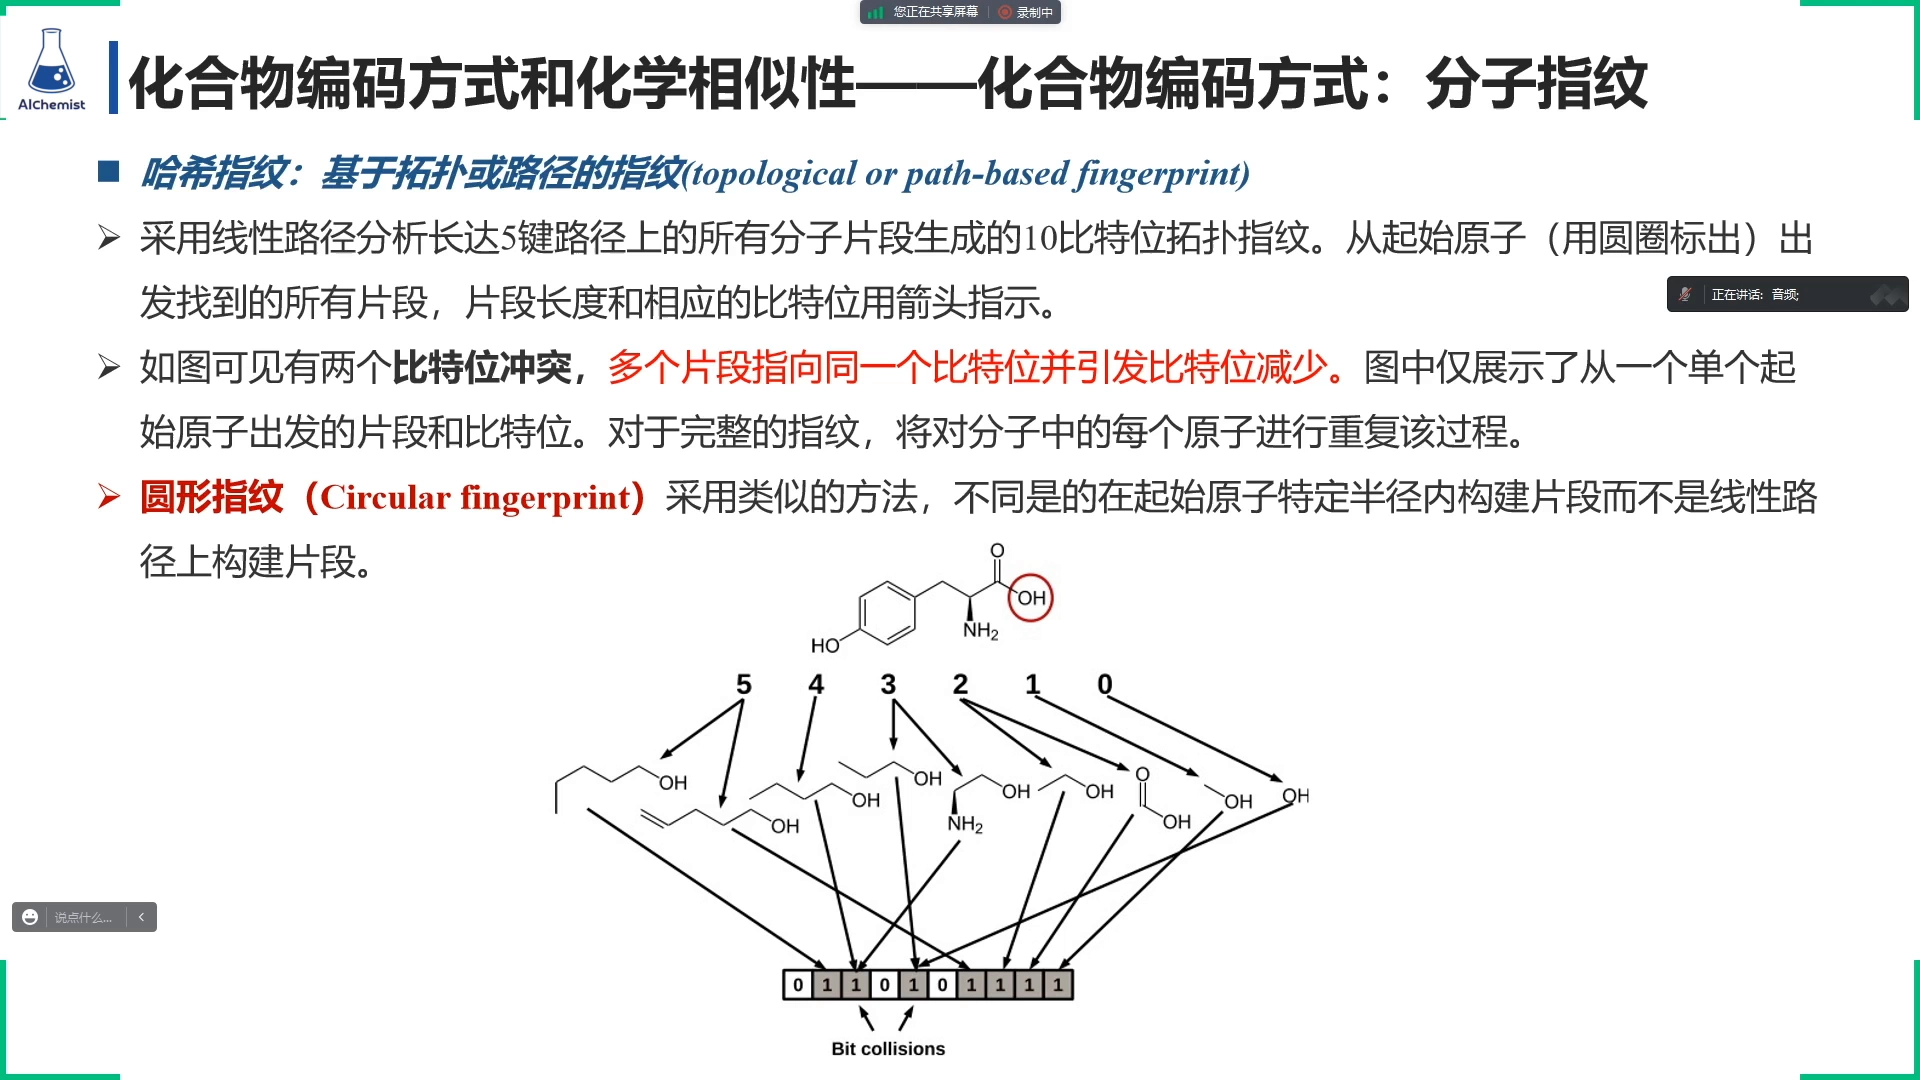 您正在共享屏幕 录制中
AIChemist
化合物编码方式和化学相似性——化合物编码方式：分子指纹
哈希指纹：基于拓扑或路径的指纹(topological or path-based fingerprint)
采用线性路径分析长达5键路径上的所有分子片段生成的10比特位拓扑指纹。从起始原子（用圆圈标出）出
发找到的所有片段，片段长度和相应的比特位用箭头指示。
正在讲话: 音频;
如图可见有两个比特位冲突，多个片段指向同一个比特位并引发比特位减少。图中仅展示了从一个单个起
始原子出发的片段和比特位。对于完整的指纹，将对分子中的每个原子进行重复该过程。
圆形指纹（Circular fingerprint）采用类似的方法，不同是的在起始原子特定半径内构建片段而不是线性路
径上构建片段。
O
OH
NH2
HO
5 4 3 2 1 0
OH OH OH OH NH2 OH O OH OH OH
OH
说点什么...
0 1 1 0 1 0 1 1 1 1
Bit collisions